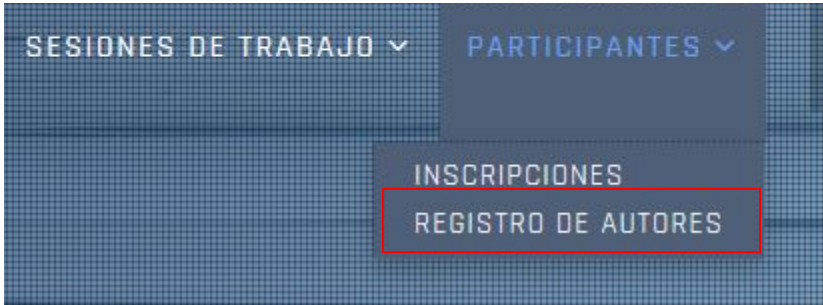 SESIONES DE TRABAJO
PARTICIPANTES
INSCRIPCIONES
REGISTRO DE AUTORES